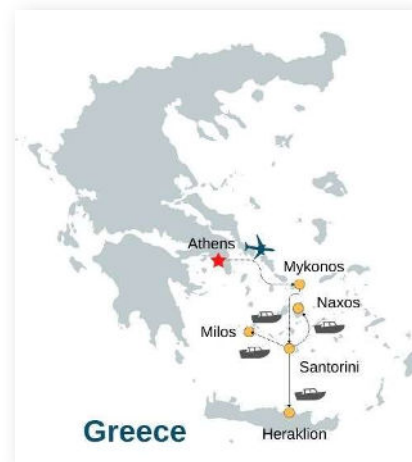 Athens
Mykonos
Naxos
Milos
Santorini
Greece
Heraklion